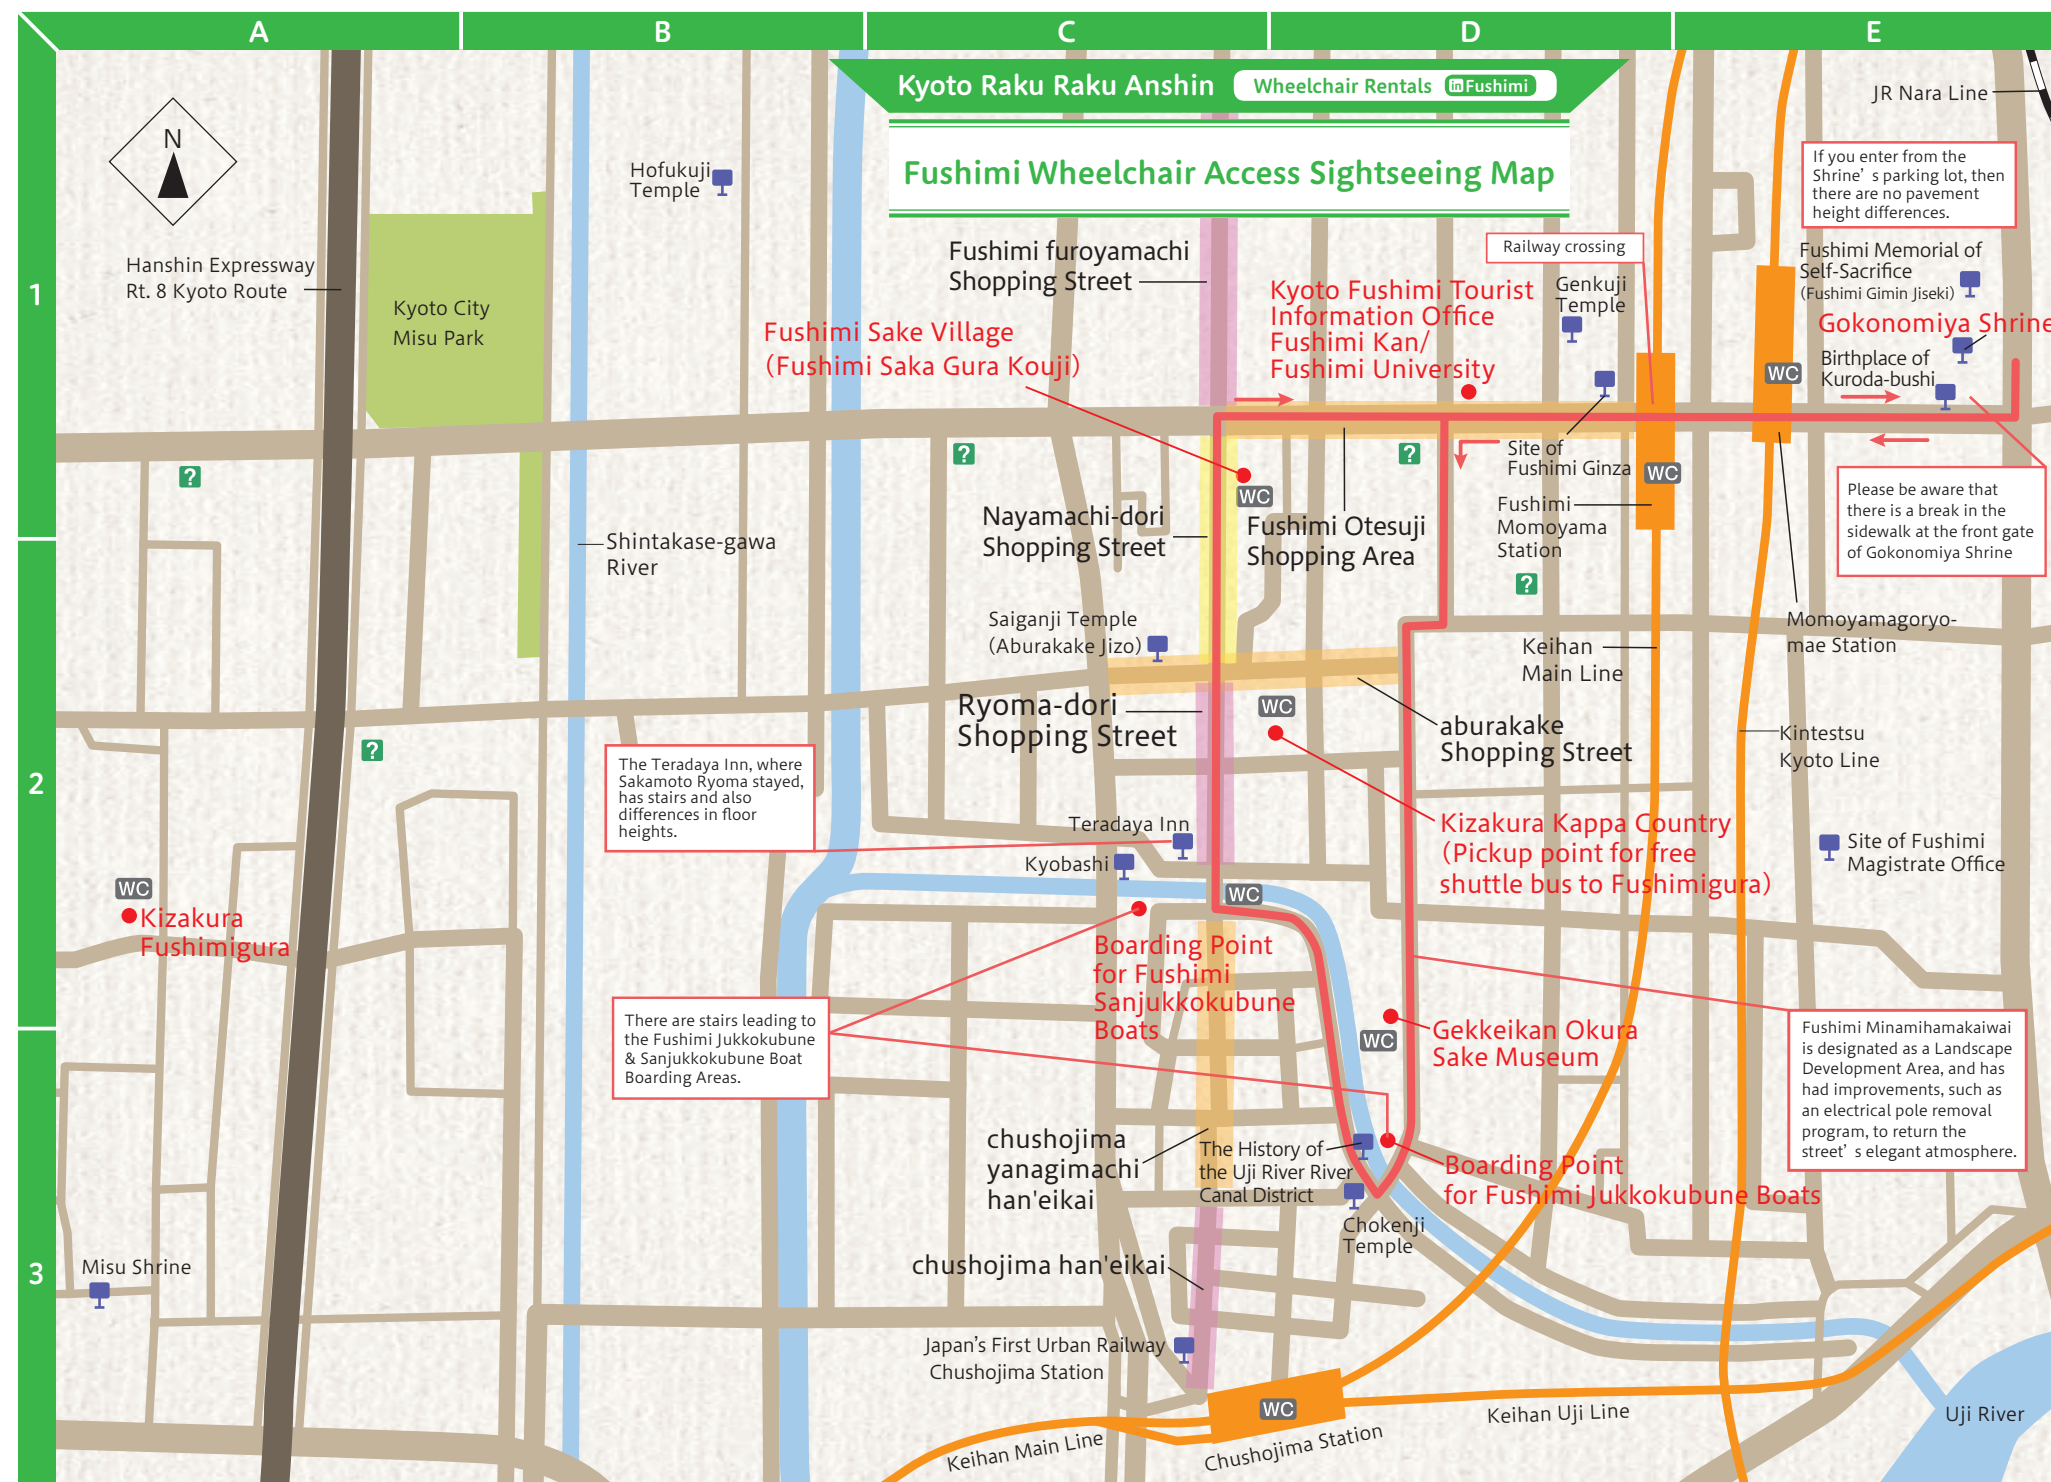 A
B
C
D
E
1
2
3
Kyoto Raku Raku Anshin
Wheelchair Rentals
in Fushimi
Fushimi Wheelchair Access Sightseeing Map
N
Hanshin Expressway
Rt. 8 Kyoto Route
Kyoto City
Misu Park
Hofukuji
Temple
Fushimi furoyamachi
Shopping Street
Fushimi Sake Village
(Fushimi Saka Gura Kouji)
Kyoto Fushimi Tourist
Information Office
Fushimi Kan/
Fushimi University
Railway crossing
Genkuji
Temple
JR Nara Line
If you enter from the
Shrine’s parking lot, then
there are no pavement
height differences.
Fushimi Memorial of
Self-Sacrifice
(Fushimi Gimin Jiseki)
Gokonomiya Shrine
WC
Birthplace of
Kuroda-bushi
?
?
?
Site of
Fushimi Ginza
WC
WC
Fushimi
Momoyama
Station
Please be aware that
there is a break in the
sidewalk at the front gate
of Gokonomiya Shrine
Nayamachi-dori
Shopping Street
Fushimi Otesuji
Shopping Area
Shintakase-gawa
River
?
Saiganji Temple
(Aburakake Jizo)
Keihan
Main Line
Momoyamagoryo-
mae Station
Ryoma-dori
Shopping Street
WC
aburakake
Shopping Street
Kintestsu
Kyoto Line
?
The Teradaya Inn, where
Sakamoto Ryoma stayed,
has stairs and also
differences in floor
heights.
Teradaya Inn
Kyobashi
Kizakura Kappa Country
(Pickup point for free
shuttle bus to Fushimigura)
Site of Fushimi
Magistrate Office
WC
Kizakura
Fushimigura
WC
Boarding Point
for Fushimi
Sanjukkokubune
Boats
There are stairs leading to
the Fushimi Jukkokubune
& Sanjukkokubune Boat
Boarding Areas.
Gekkeikan Okura
Sake Museum
WC
Fushimi Minamihamakaiwai
is designated as a Landscape
Development Area, and has
had improvements, such as
an electrical pole removal
program, to return the
street’s elegant atmosphere.
chushojima
yanagimachi
han'eikai
The History of
the Uji River River
Canal District
Boarding Point
for Fushimi Jukkokubune Boats
Chokenji
Temple
Misu Shrine
chushojima han'eikai
Japan’s First Urban Railway
Chushojima Station
WC
Keihan Main Line
Chushojima Station
Keihan Uji Line
Uji River